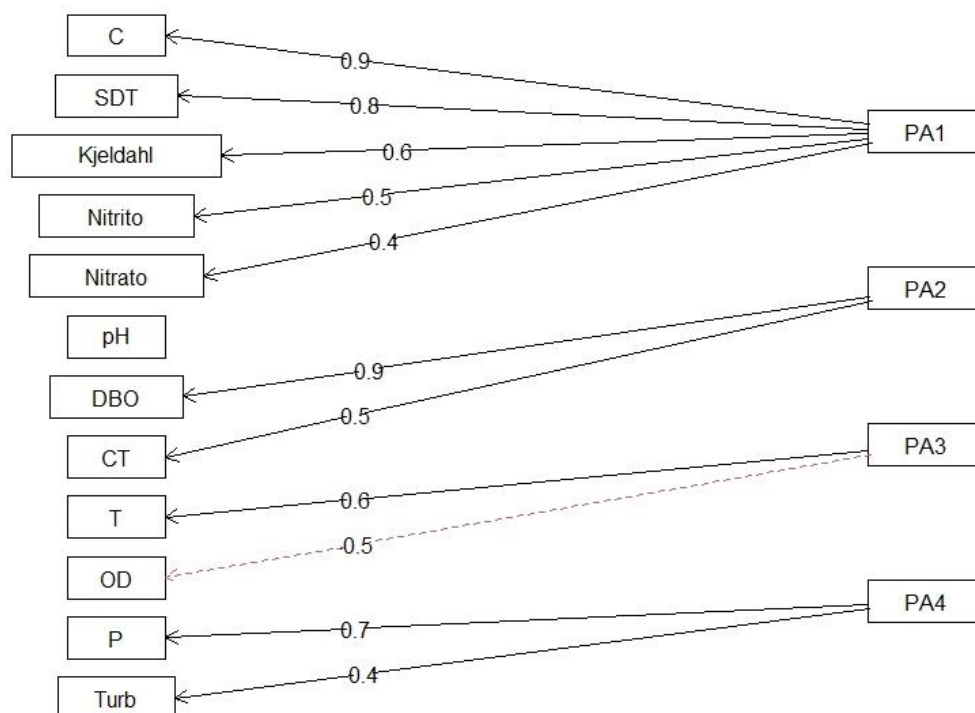 C
0.9
SDT
0.8
PA1
Kjeldahl
0.6
Nitrito
0.5
Nitrato
0.4
PA2
pH
0.9
DBO
0.5
CT
PA3
T
0.6
-0.5
OD
PA4
P
0.7
0.4
Turb